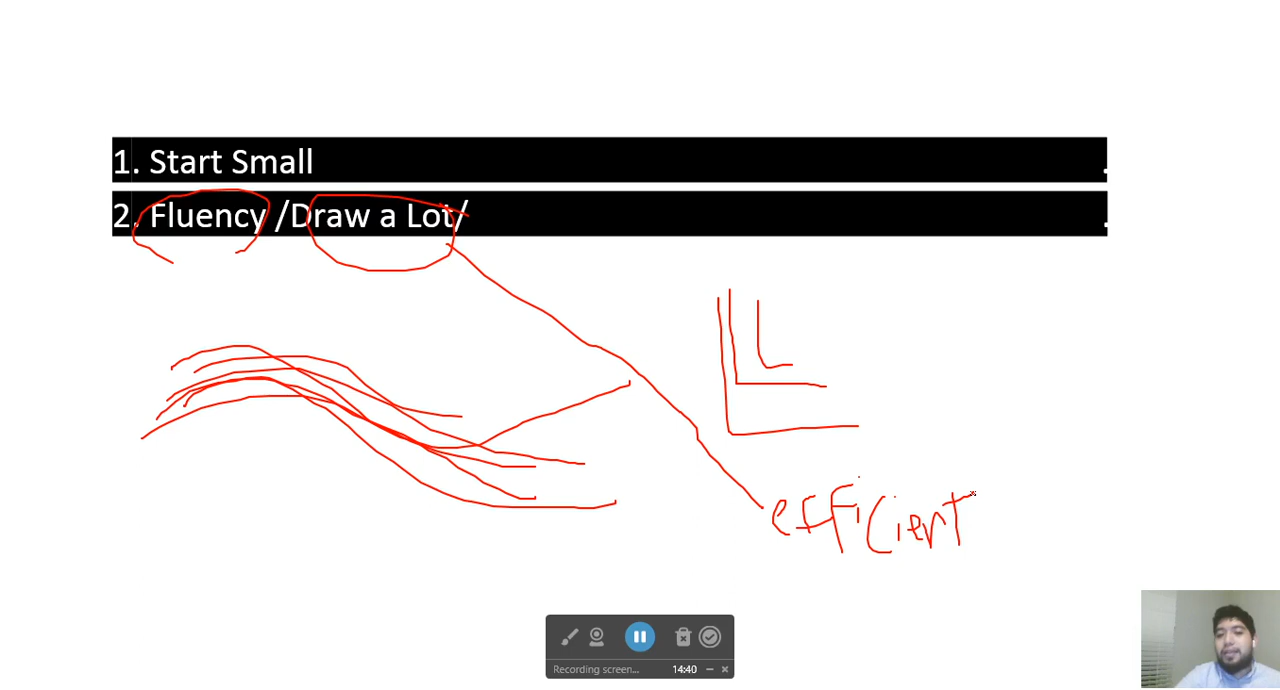 1. Start Small .
2. Fluency /Draw a Lot/ .
efficient
Recording screen... 14:40